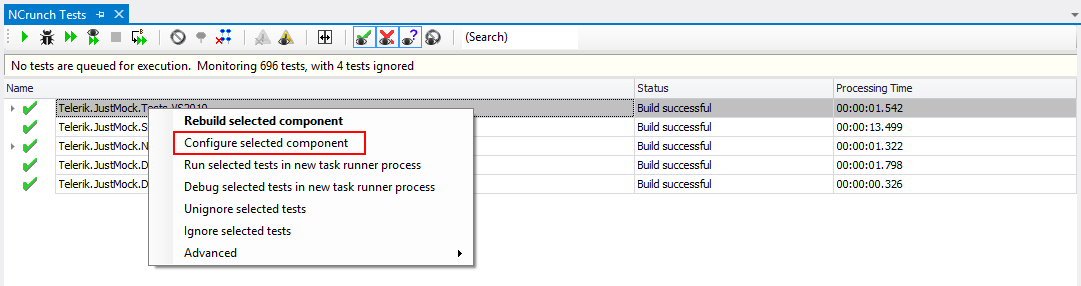 NCrunch Tests
(Search)
No tests are queued for execution. Monitoring 696 tests, with 4 tests ignored
Name Status Processing Time
Telerik.JustMock.Tests.VS2010 Build successful 00:00:01.542
Telerik.JustMock.S Build successful 00:00:13.499
Telerik.JustMock.N Build successful 00:00:01.322
Telerik.JustMock.D Build successful 00:00:01.798
Telerik.JustMock.D Build successful 00:00:00.326
Rebuild selected component
Configure selected component
Run selected tests in new task runner process
Debug selected tests in new task runner process
Unignore selected tests
Ignore selected tests
Advanced